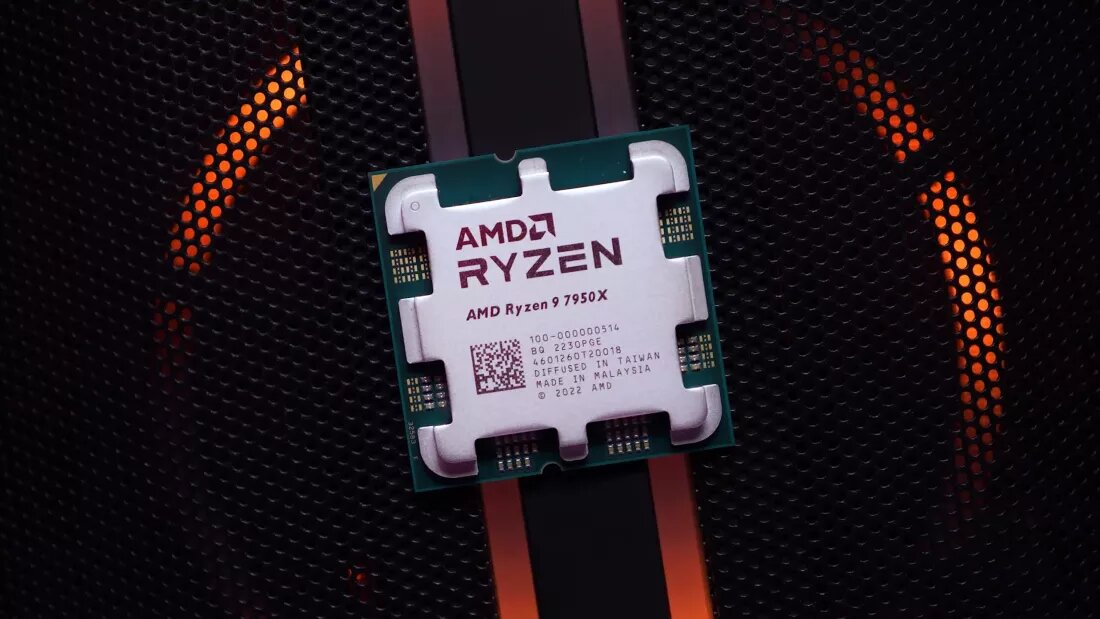 AMD
RYZEN
AMD Ryzen 9 7950X
100-000000514
BQ 2230PGE
4601260T20018
DIFFUSED IN TAIWAN
MADE IN MALAYSIA
© 2022 AMD